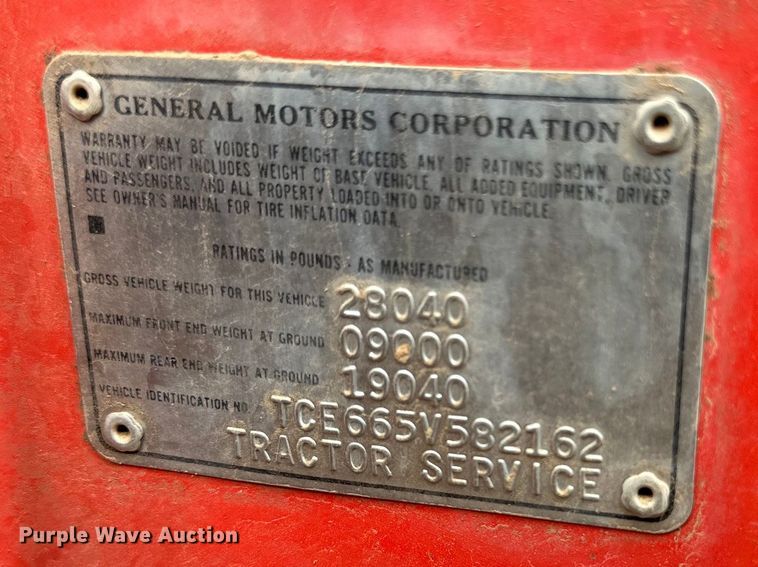 GENERAL MOTORS CORPORATION
WARRANTY MAY BE VOIDED IF WEIGHT EXCEEDS ANY OF RATINGS SHOWN. GROSS
VEHICLE WEIGHT INCLUDES WEIGHT OF BASE VEHICLE, ALL ADDED EQUIPMENT, DRIVER
AND PASSENGERS, AND ALL PROPERTY LOADED INTO OR ONTO VEHICLE.
SEE OWNER'S MANUAL FOR TIRE INFLATION DATA.
RATINGS IN POUNDS - AS MANUFACTURED
GROSS VEHICLE WEIGHT FOR THIS VEHICLE 28040
MAXIMUM FRONT END WEIGHT AT GROUND 09000
MAXIMUM REAR END WEIGHT AT GROUND 19040
VEHICLE IDENTIFICATION NO. TCE665V582162
TRACTOR SERVICE
Purple Wave Auction